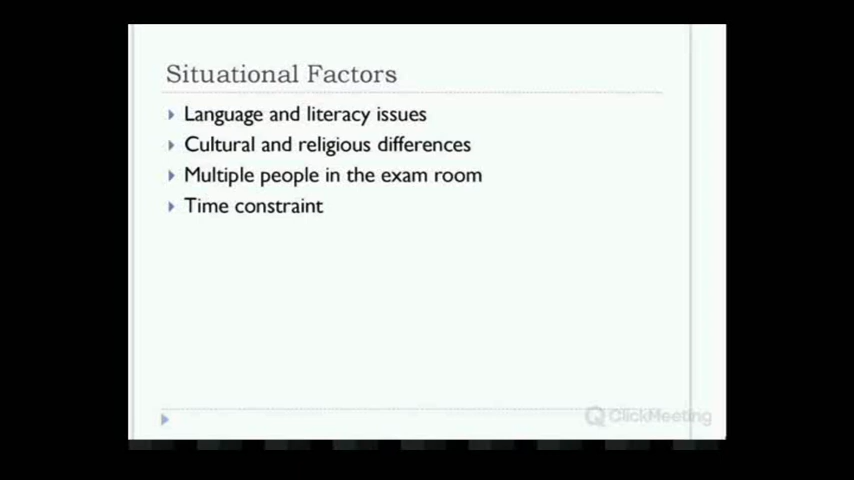 Situational Factors
Language and literacy issues
Cultural and religious differences
Multiple people in the exam room
Time constraint
ClickMeeting